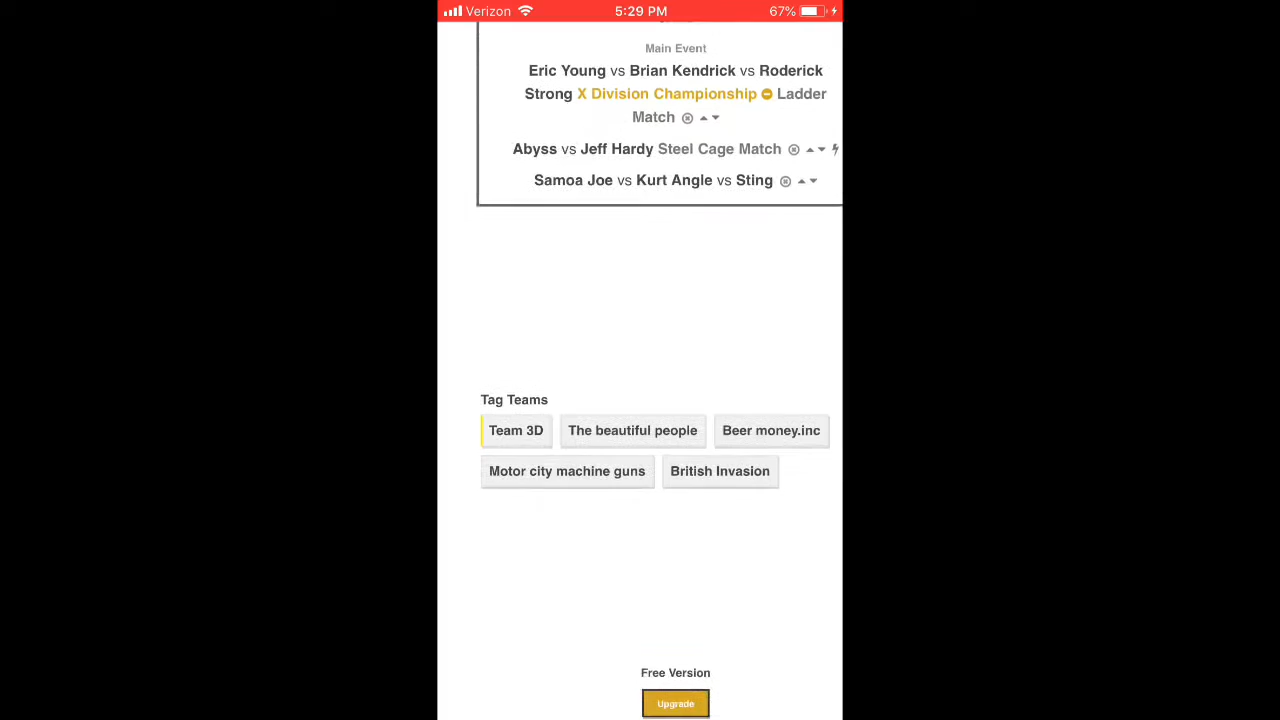 Verizon 5:29 PM 67%
Main Event
Eric Young vs Brian Kendrick vs Roderick
Strong X Division Championship Ladder
Match
Abyss vs Jeff Hardy Steel Cage Match
Samoa Joe vs Kurt Angle vs Sting
Tag Teams
Team 3D The beautiful people Beer money.inc
Motor city machine guns British Invasion
Free Version
Upgrade